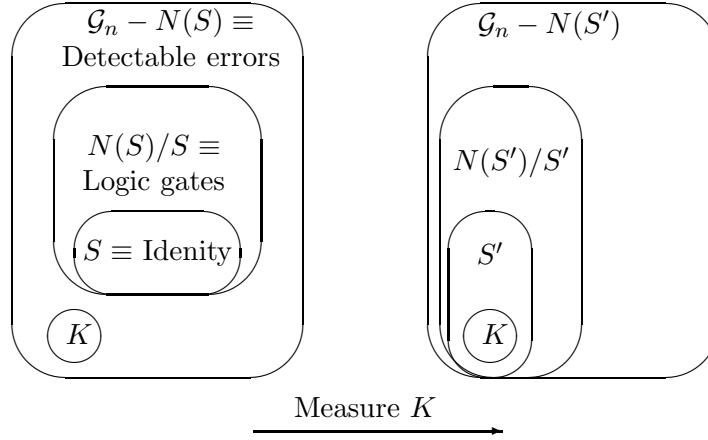 𝒢ₙ − N(S) ≡
Detectable errors
N(S)/S ≡
Logic gates
S ≡ Idenity
K
𝒢ₙ − N(S′)
N(S′)/S′
S′
K
Measure K